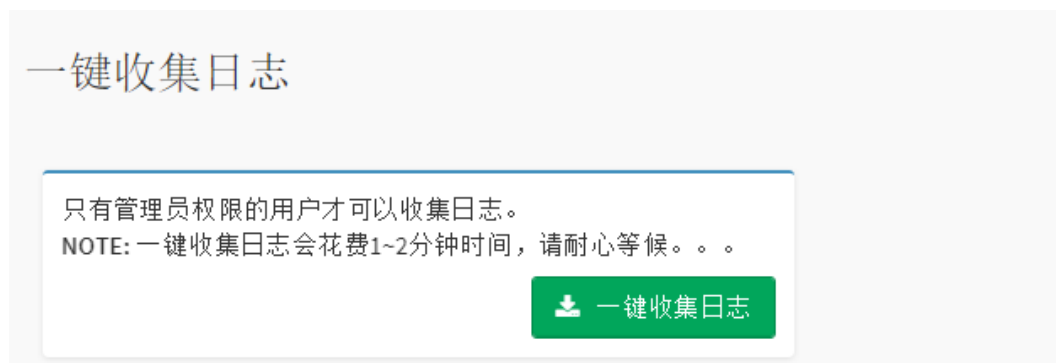 一键收集日志
只有管理员权限的用户才可以收集日志。
NOTE: 一键收集日志会花费1~2分钟时间，请耐心等候。。。
一键收集日志